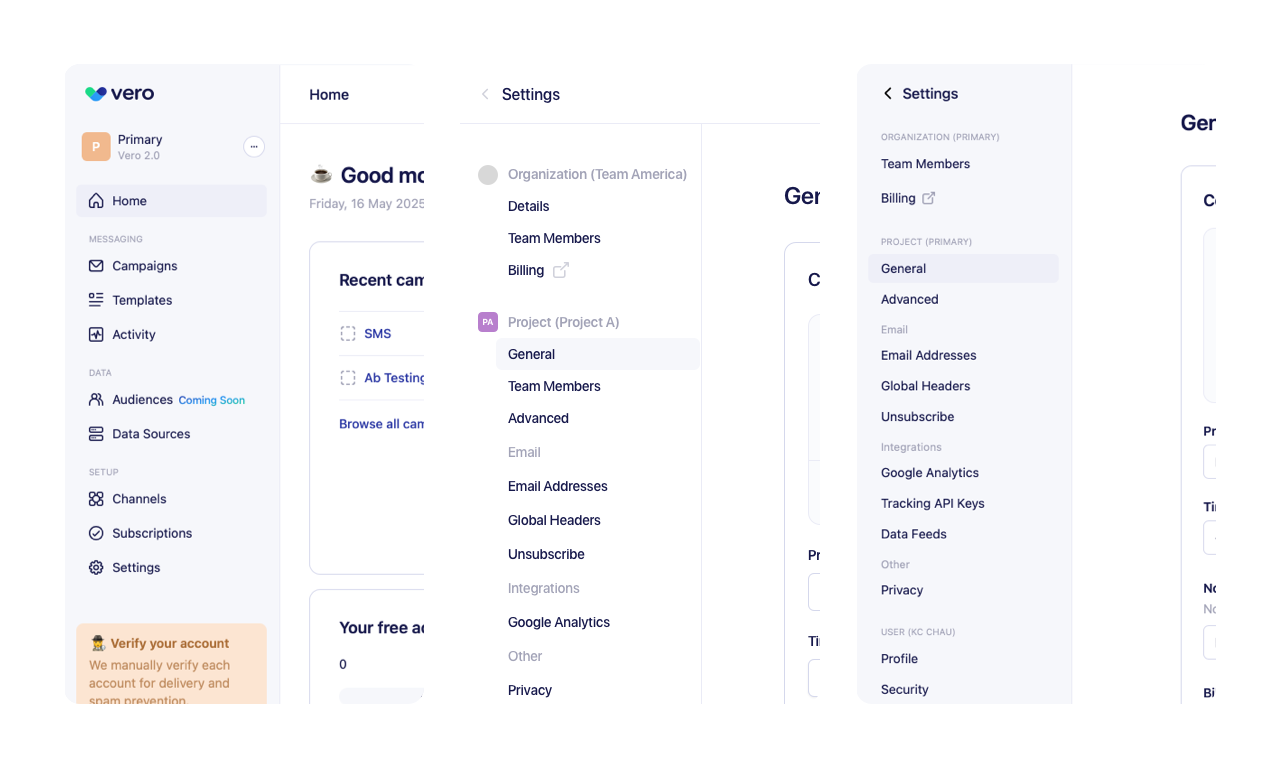 vero
P
Primary
Vero 2.0
Home
MESSAGING
Campaigns
Templates
Activity
DATA
Audiences Coming Soon
Data Sources
SETUP
Channels
Subscriptions
Settings
Verify your account
We manually verify each
account for delivery and
spam prevention.
Home
Good mo
Friday, 16 May 2025
Recent cam
SMS
Ab Testing
Browse all cam
Your free ac
0
Settings
Organization (Team America)
Details
Team Members
Billing
PA
Project (Project A)
General
Team Members
Advanced
Email
Email Addresses
Global Headers
Unsubscribe
Integrations
Google Analytics
Other
Privacy
Ger
C
Pr
Ti
Settings
ORGANIZATION (PRIMARY)
Team Members
Billing
PROJECT (PRIMARY)
General
Advanced
Email
Email Addresses
Global Headers
Unsubscribe
Integrations
Google Analytics
Tracking API Keys
Data Feeds
Other
Privacy
USER (KC CHAU)
Profile
Security
Ger
Co
Pr
Ti
No
No
Bi